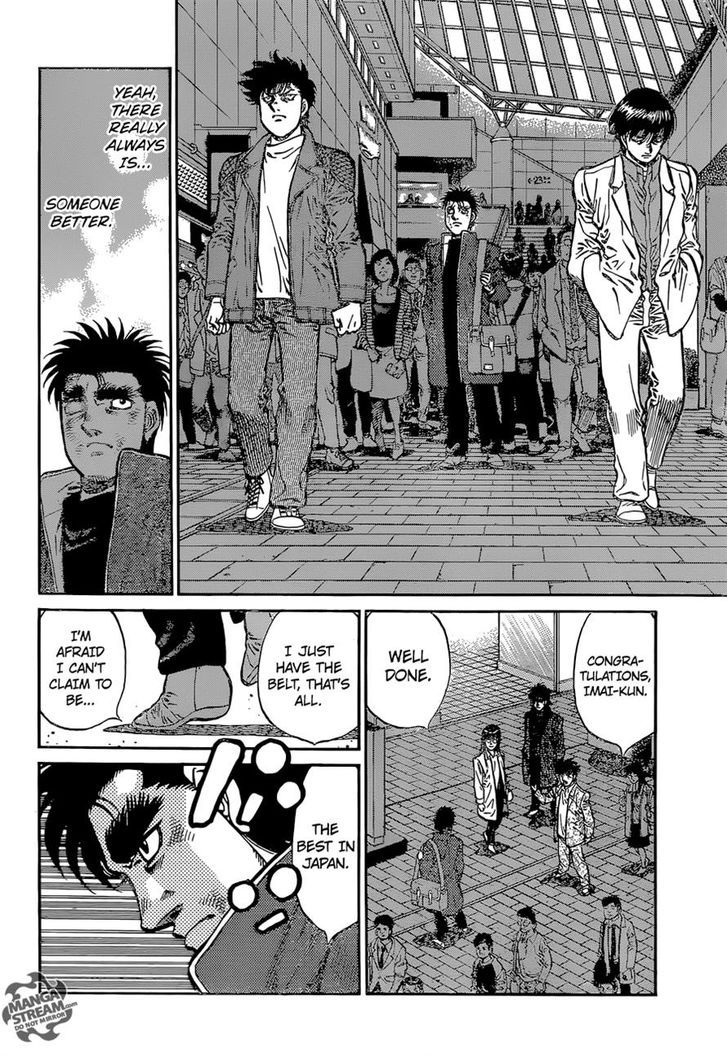 YEAH,
THERE
REALLY
ALWAYS
IS...
SOMEONE
BETTER.
CONGRA-
TULATIONS,
IMAI-KUN.
WELL
DONE.
I JUST
HAVE THE
BELT, THAT'S
ALL.
I'M
AFRAID
I CAN'T
CLAIM TO
BE...
THE
BEST IN
JAPAN.
MANGA
STREAM.com
DO NOT MIRROR